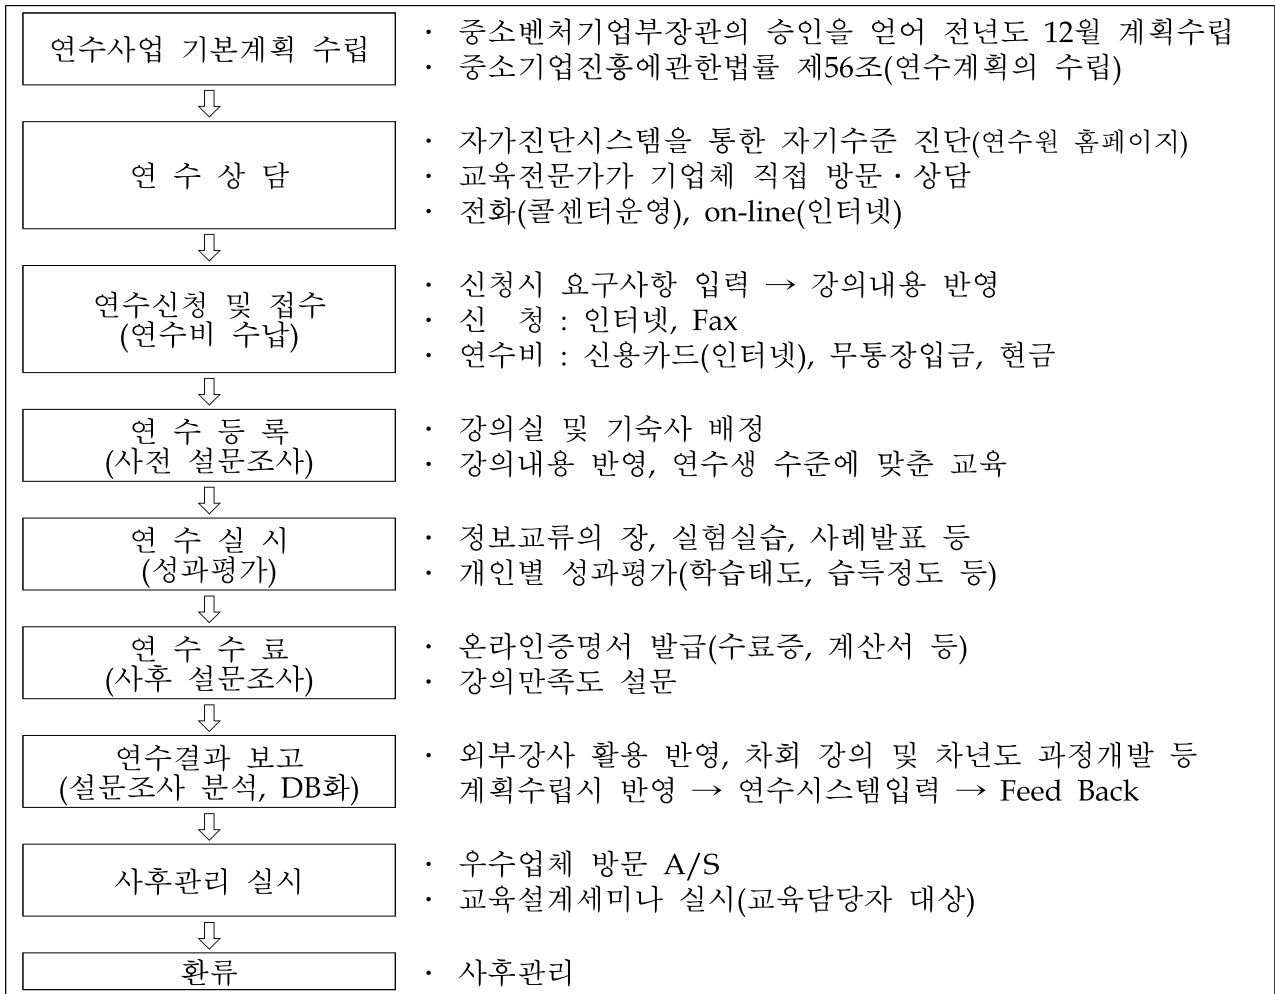 연수사업 기본계획 수립
· 중소벤처기업부장관의 승인을 얻어 전년도 12월 계획수립
· 중소기업진흥에관한법률 제56조(연수계획의 수립)
연 수 상 담
· 자가진단시스템을 통한 자기수준 진단(연수원 홈페이지)
· 교육전문가가 기업체 직접 방문·상담
· 전화(콜센터운영), on-line(인터넷)
연수신청 및 접수
(연수비 수납)
· 신청시 요구사항 입력 → 강의내용 반영
· 신 청 : 인터넷, Fax
· 연수비 : 신용카드(인터넷), 무통장입금, 현금
연 수 등 록
(사전 설문조사)
· 강의실 및 기숙사 배정
· 강의내용 반영, 연수생 수준에 맞춘 교육
연 수 실 시
(성과평가)
· 정보교류의 장, 실험실습, 사례발표 등
· 개인별 성과평가(학습태도, 습득정도 등)
연 수 수 료
(사후 설문조사)
· 온라인증명서 발급(수료증, 계산서 등)
· 강의만족도 설문
연수결과 보고
(설문조사 분석, DB화)
· 외부강사 활용 반영, 차회 강의 및 차년도 과정개발 등
계획수립시 반영 → 연수시스템입력 → Feed Back
사후관리 실시
· 우수업체 방문 A/S
· 교육설계세미나 실시(교육담당자 대상)
환류
· 사후관리